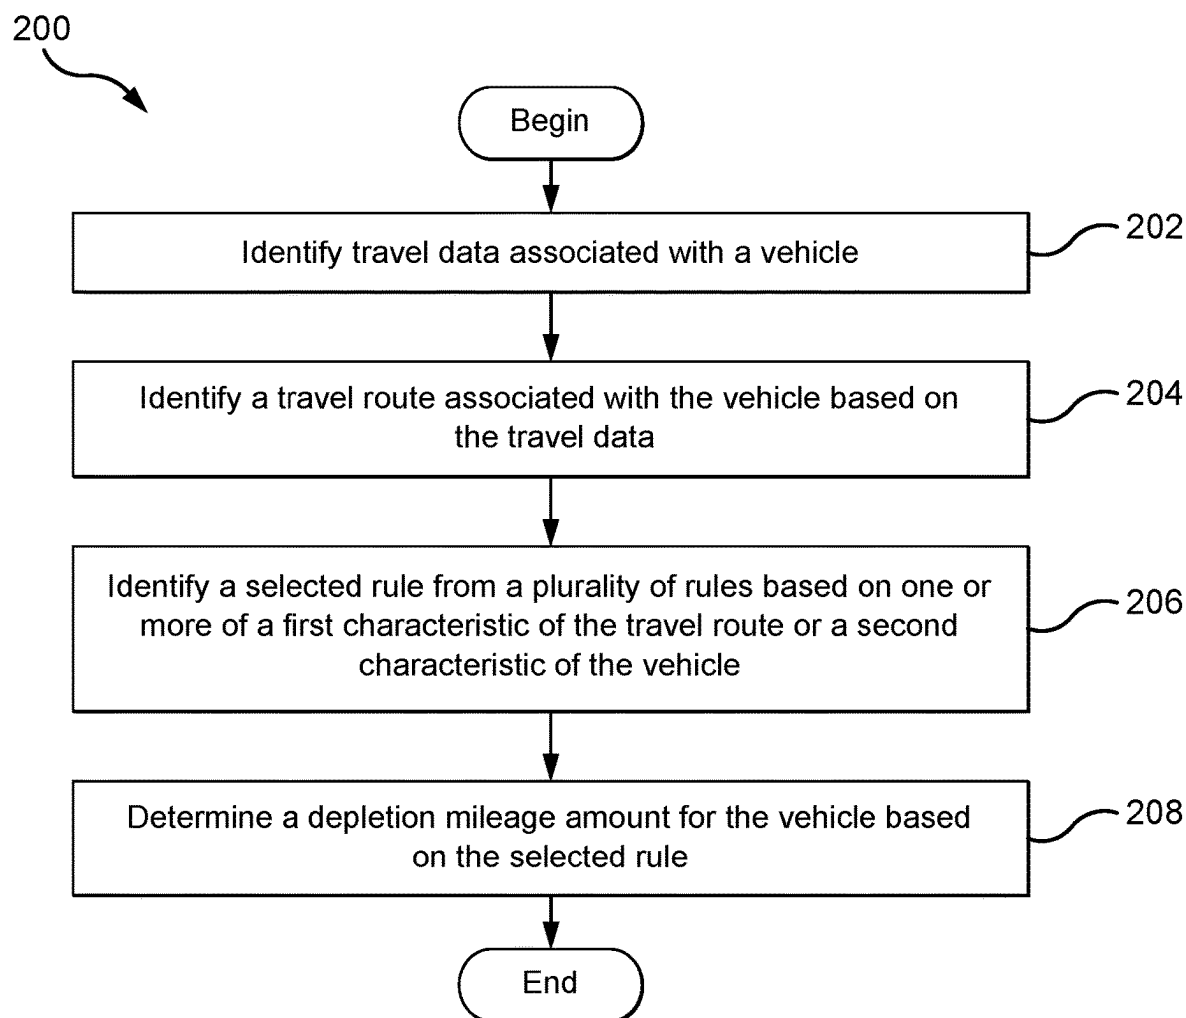 200
Begin
Identify travel data associated with a vehicle
202
Identify a travel route associated with the vehicle based on
the travel data
204
Identify a selected rule from a plurality of rules based on one or
more of a first characteristic of the travel route or a second
characteristic of the vehicle
206
Determine a depletion mileage amount for the vehicle based
on the selected rule
208
End